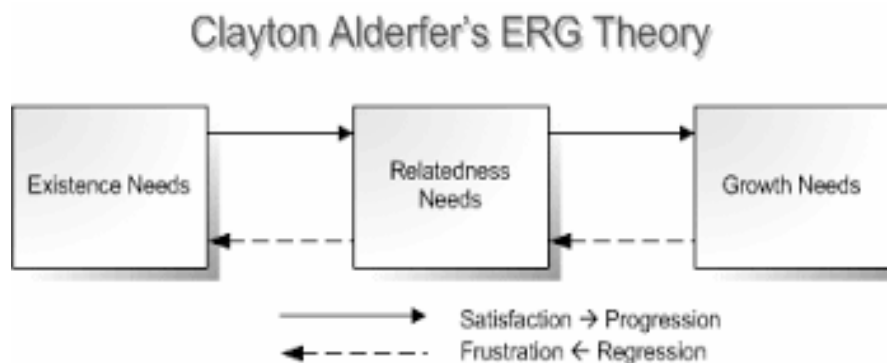 Clayton Alderfer's ERG Theory
Existence Needs
Relatedness
Needs
Growth Needs
Satisfaction → Progression
Frustration ← Regression